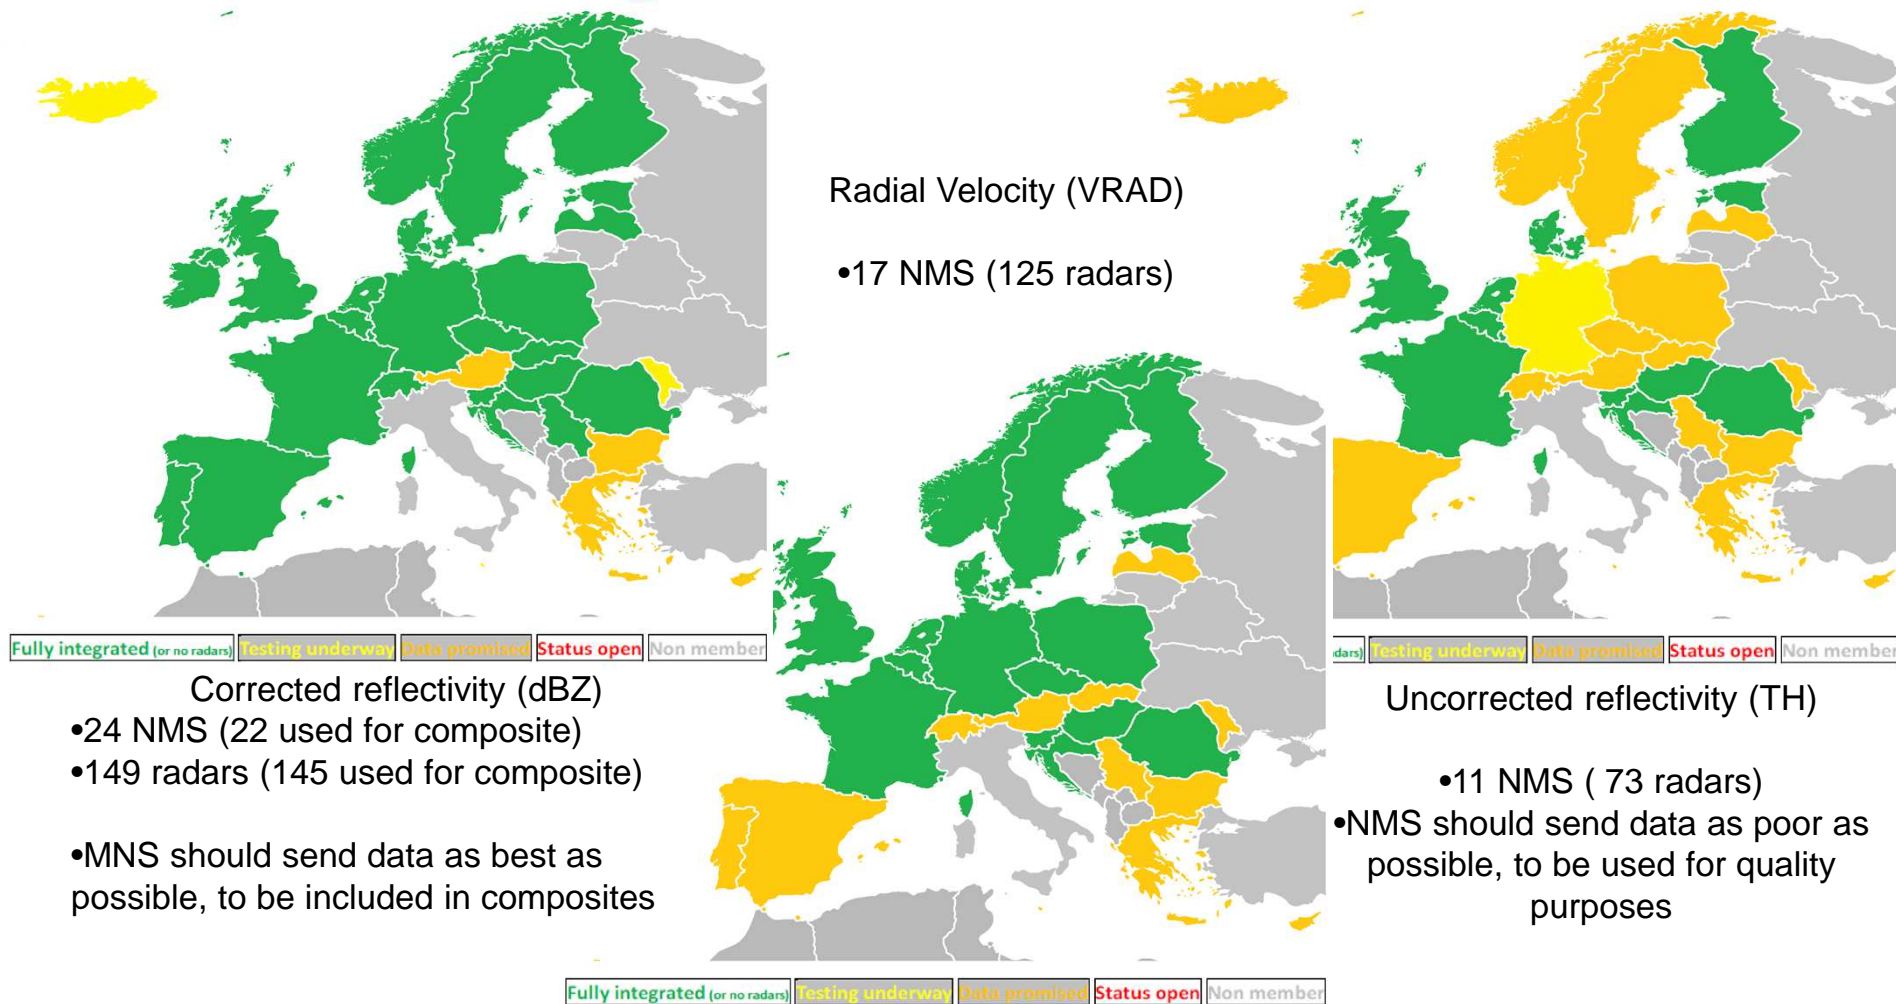 Fully integrated (or no radars) Testing underway Data promised Status open Non member
Corrected reflectivity (dBZ)
•24 NMS (22 used for composite)
•149 radars (145 used for composite)
•MNS should send data as best as
possible, to be included in composites
Radial Velocity (VRAD)
•17 NMS (125 radars)
Fully integrated (or no radars) Testing underway Data promised Status open Non member
adars) Testing underway Data promised Status open Non member
Uncorrected reflectivity (TH)
•11 NMS ( 73 radars)
•NMS should send data as poor as
possible, to be used for quality
purposes